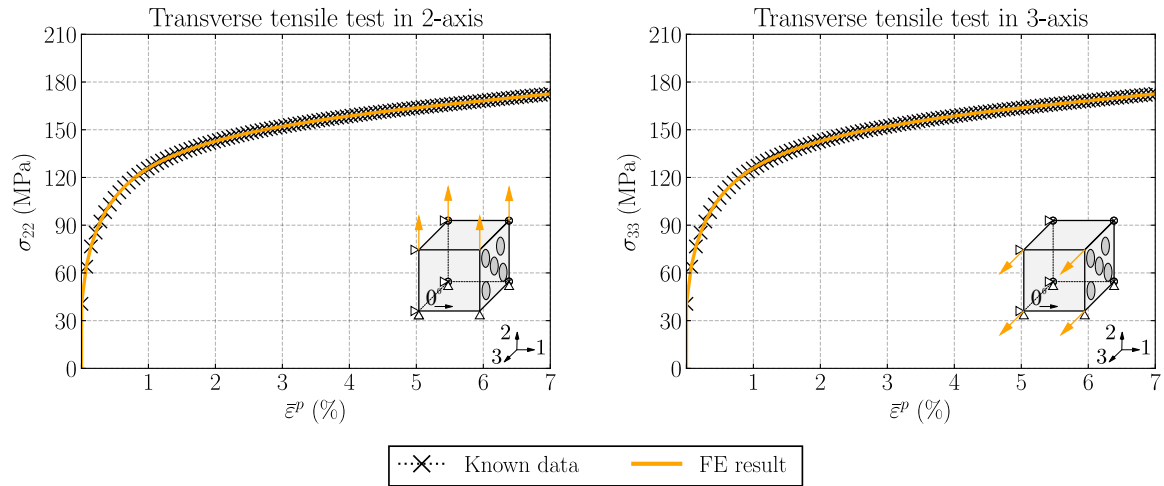 Transverse tensile test in 2-axis
210
180
150
120
90
60
30
0
σ22 (MPa)
0°
2
3
1
1 2 3 4 5 6 7
ε̄^p (%)
Transverse tensile test in 3-axis
210
180
150
120
90
60
30
0
σ33 (MPa)
0°
2
3
1
1 2 3 4 5 6 7
ε̄^p (%)
Known data
FE result